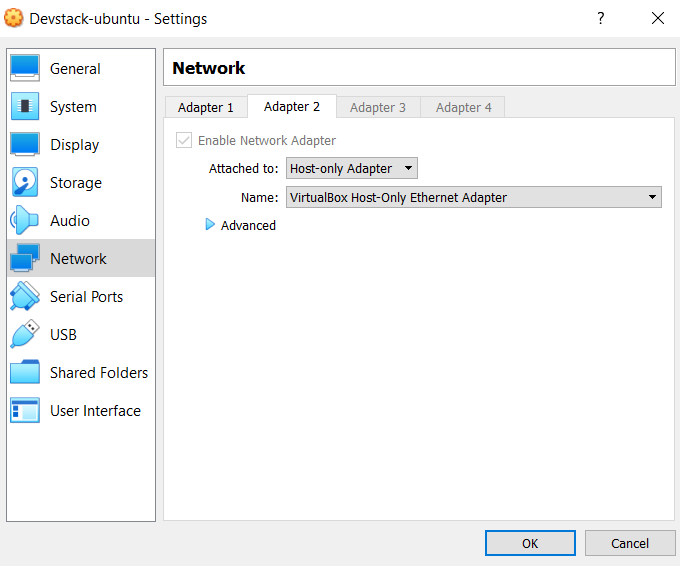 Devstack-ubuntu - Settings
?
General
System
Display
Storage
Audio
Network
Serial Ports
USB
Shared Folders
User Interface
Network
Adapter 1 Adapter 2 Adapter 3 Adapter 4
Enable Network Adapter
Attached to: Host-only Adapter
Name: VirtualBox Host-Only Ethernet Adapter
Advanced
OK Cancel